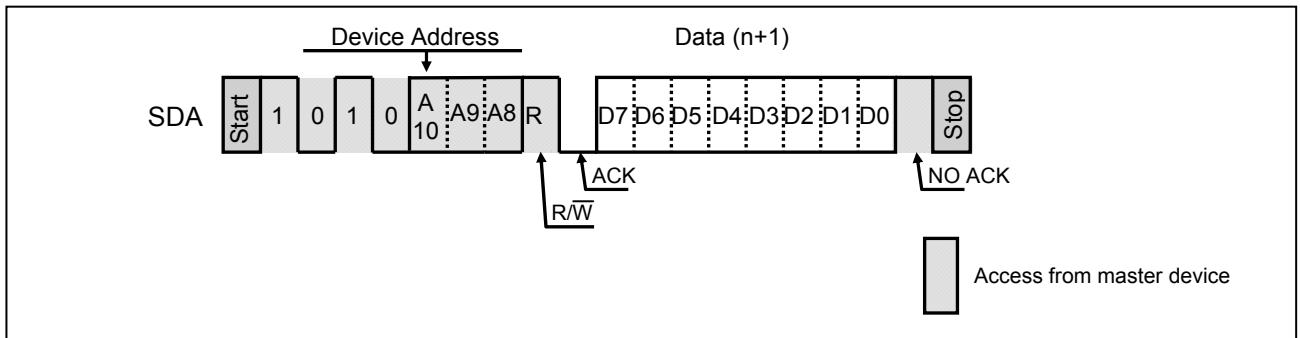 Device Address Data (n+1)
SDA Start 1 0 1 0 A 10 A9 A8 R D7 D6 D5 D4 D3 D2 D1 D0 Stop
ACK NO ACK
R/W̅
Access from master device